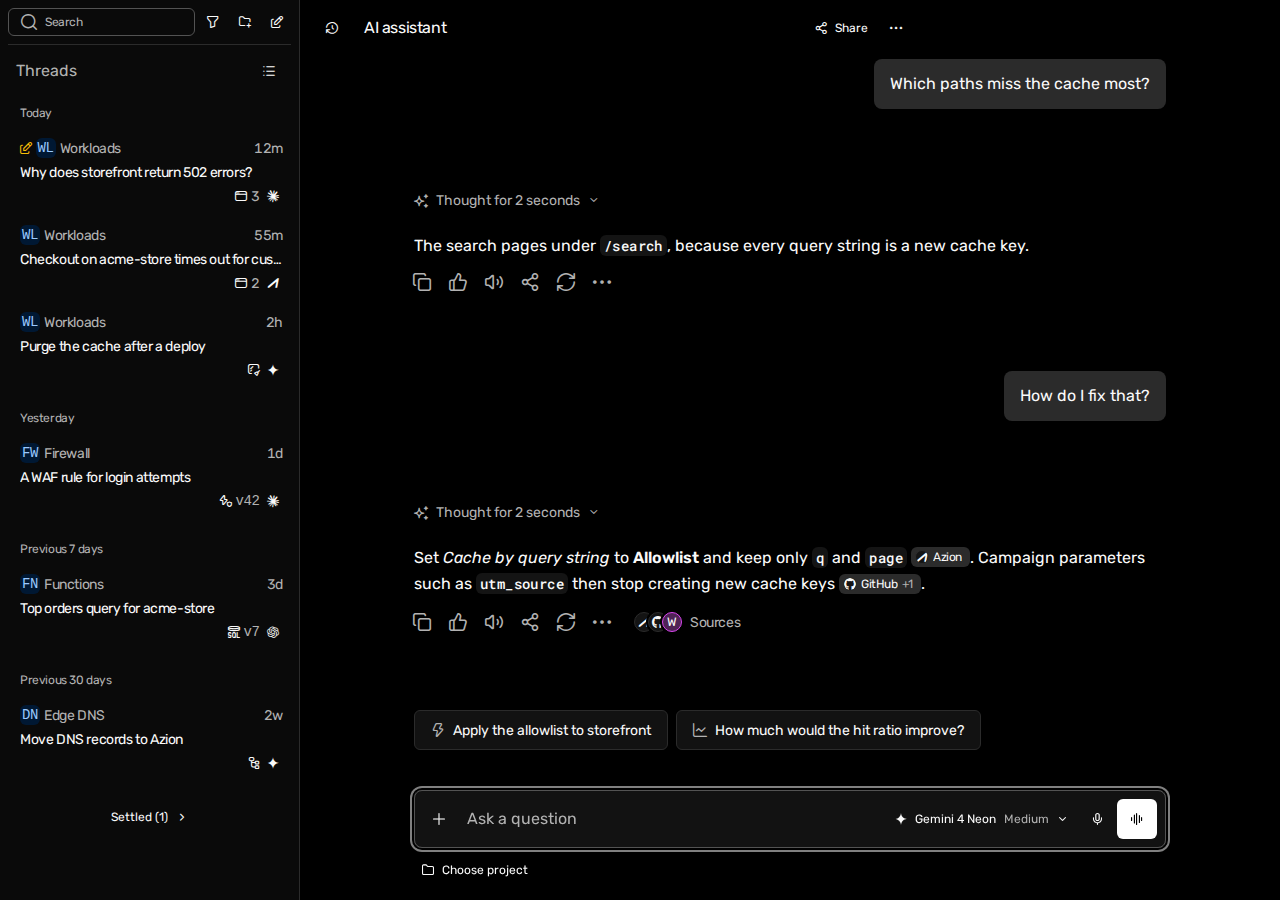 Search
Threads
Today
WL Workloads 12m
Why does storefront return 502 errors?
3
WL Workloads 55m
Checkout on acme-store times out for cus…
2
WL Workloads 2h
Purge the cache after a deploy
Yesterday
FW Firewall 1d
A WAF rule for login attempts
v42
Previous 7 days
FN Functions 3d
Top orders query for acme-store
SQL v7
Previous 30 days
DN Edge DNS 2w
Move DNS records to Azion
Settled (1)
AI assistant
Share
Which paths miss the cache most?
Thought for 2 seconds
The search pages under /search, because every query string is a new cache key.
How do I fix that?
Thought for 2 seconds
Set Cache by query string to Allowlist and keep only q and page Azion. Campaign parameters
such as utm_source then stop creating new cache keys GitHub +1.
W Sources
Apply the allowlist to storefront
How much would the hit ratio improve?
Ask a question
Gemini 4 Neon Medium
Choose project